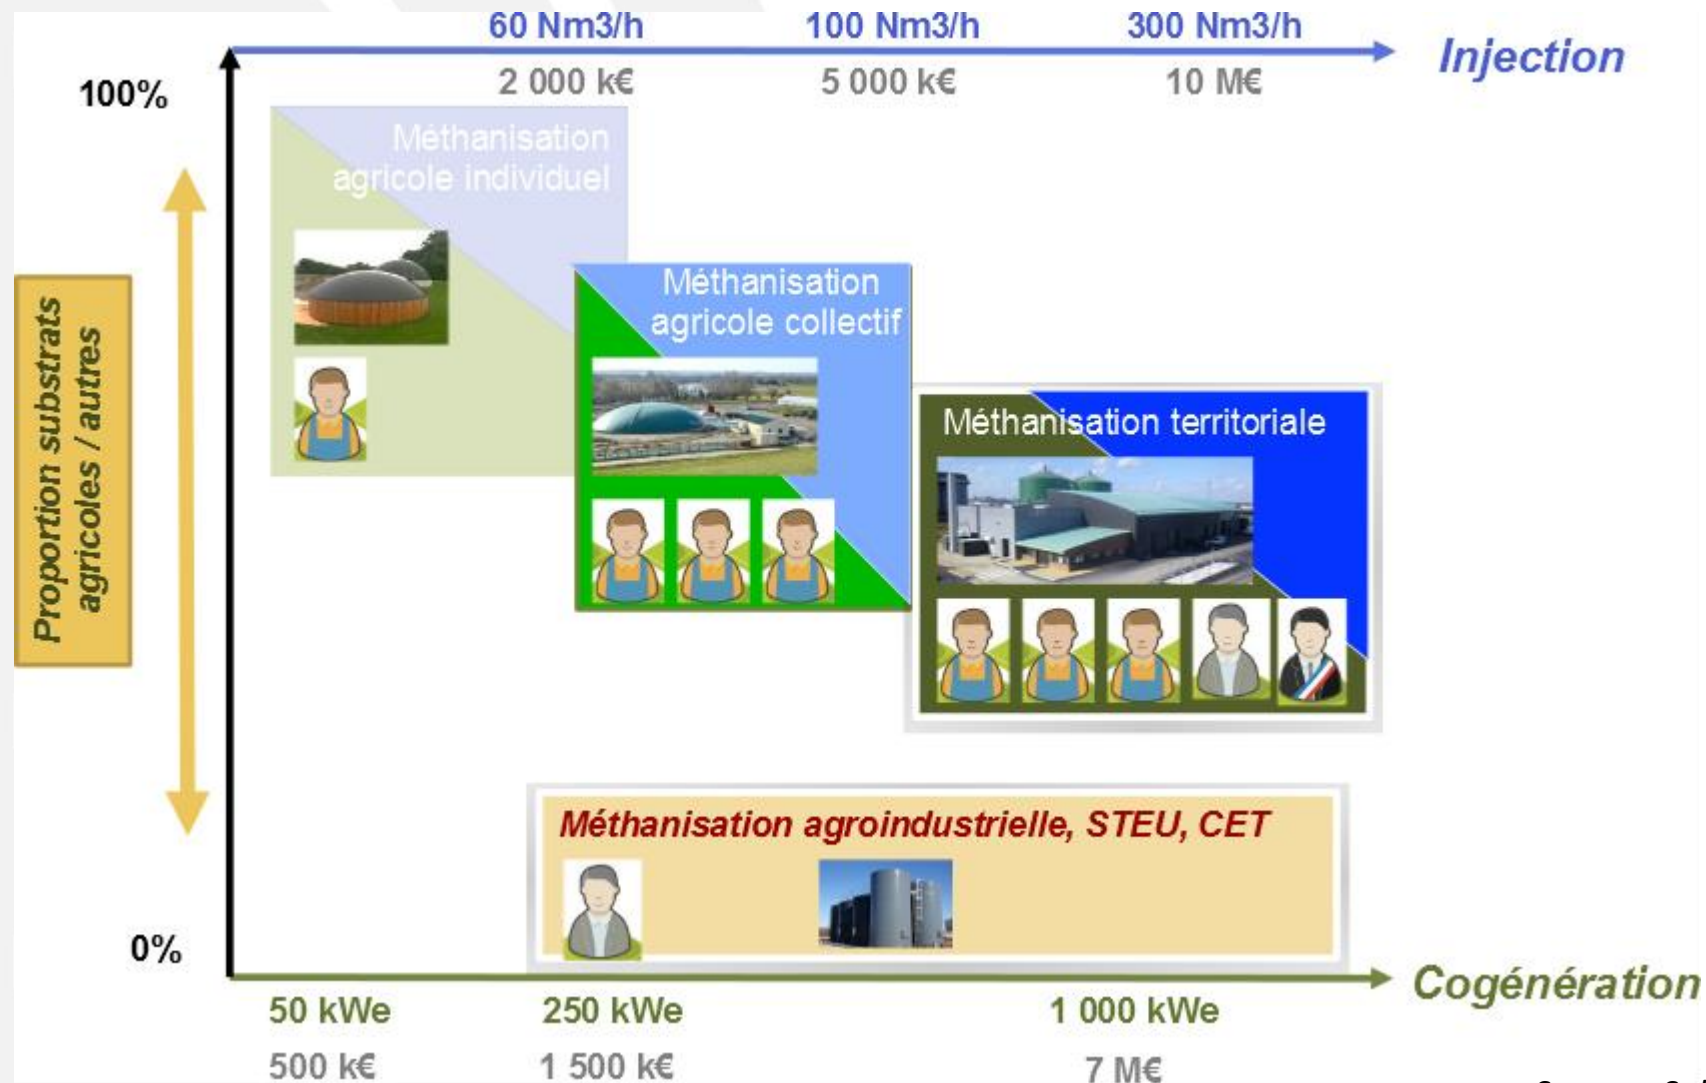 60 Nm3/h 100 Nm3/h 300 Nm3/h
Injection
2 000 k€ 5 000 k€ 10 M€
100%
Méthanisation
agricole individuel
Méthanisation
agricole collectif
Méthanisation territoriale
Proportion substrats
agricoles / autres
Méthanisation agroindustrielle, STEU, CET
0%
Cogénération
50 kWe 250 kWe 1 000 kWe
500 k€ 1 500 k€ 7 M€